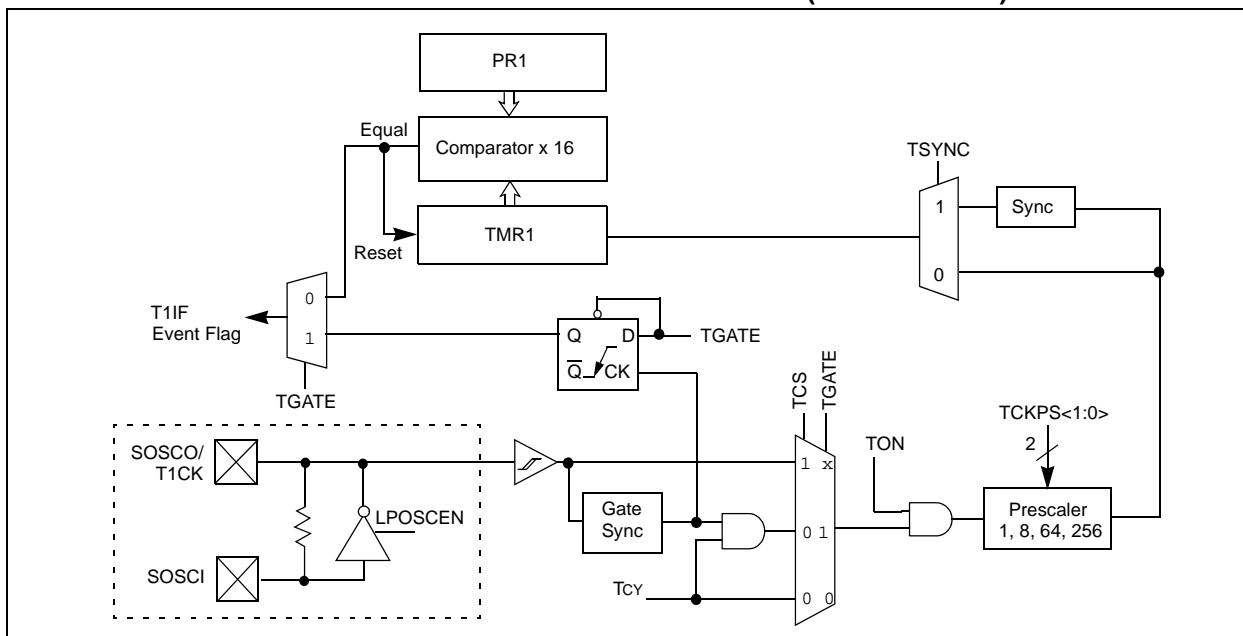 PR1
Equal
Comparator x 16
TSYNC
1
Sync
TMR1
Reset
0
T1IF
Event Flag
0
1
Q
D
TGATE
Q
CK
TGATE
TCS
TGATE
TCKPS<1:0>
2
SOSCO/
T1CK
TON
1 x
LPOSCEN
Gate
Sync
0 1
Prescaler
1, 8, 64, 256
SOSCI
TCY
0 0